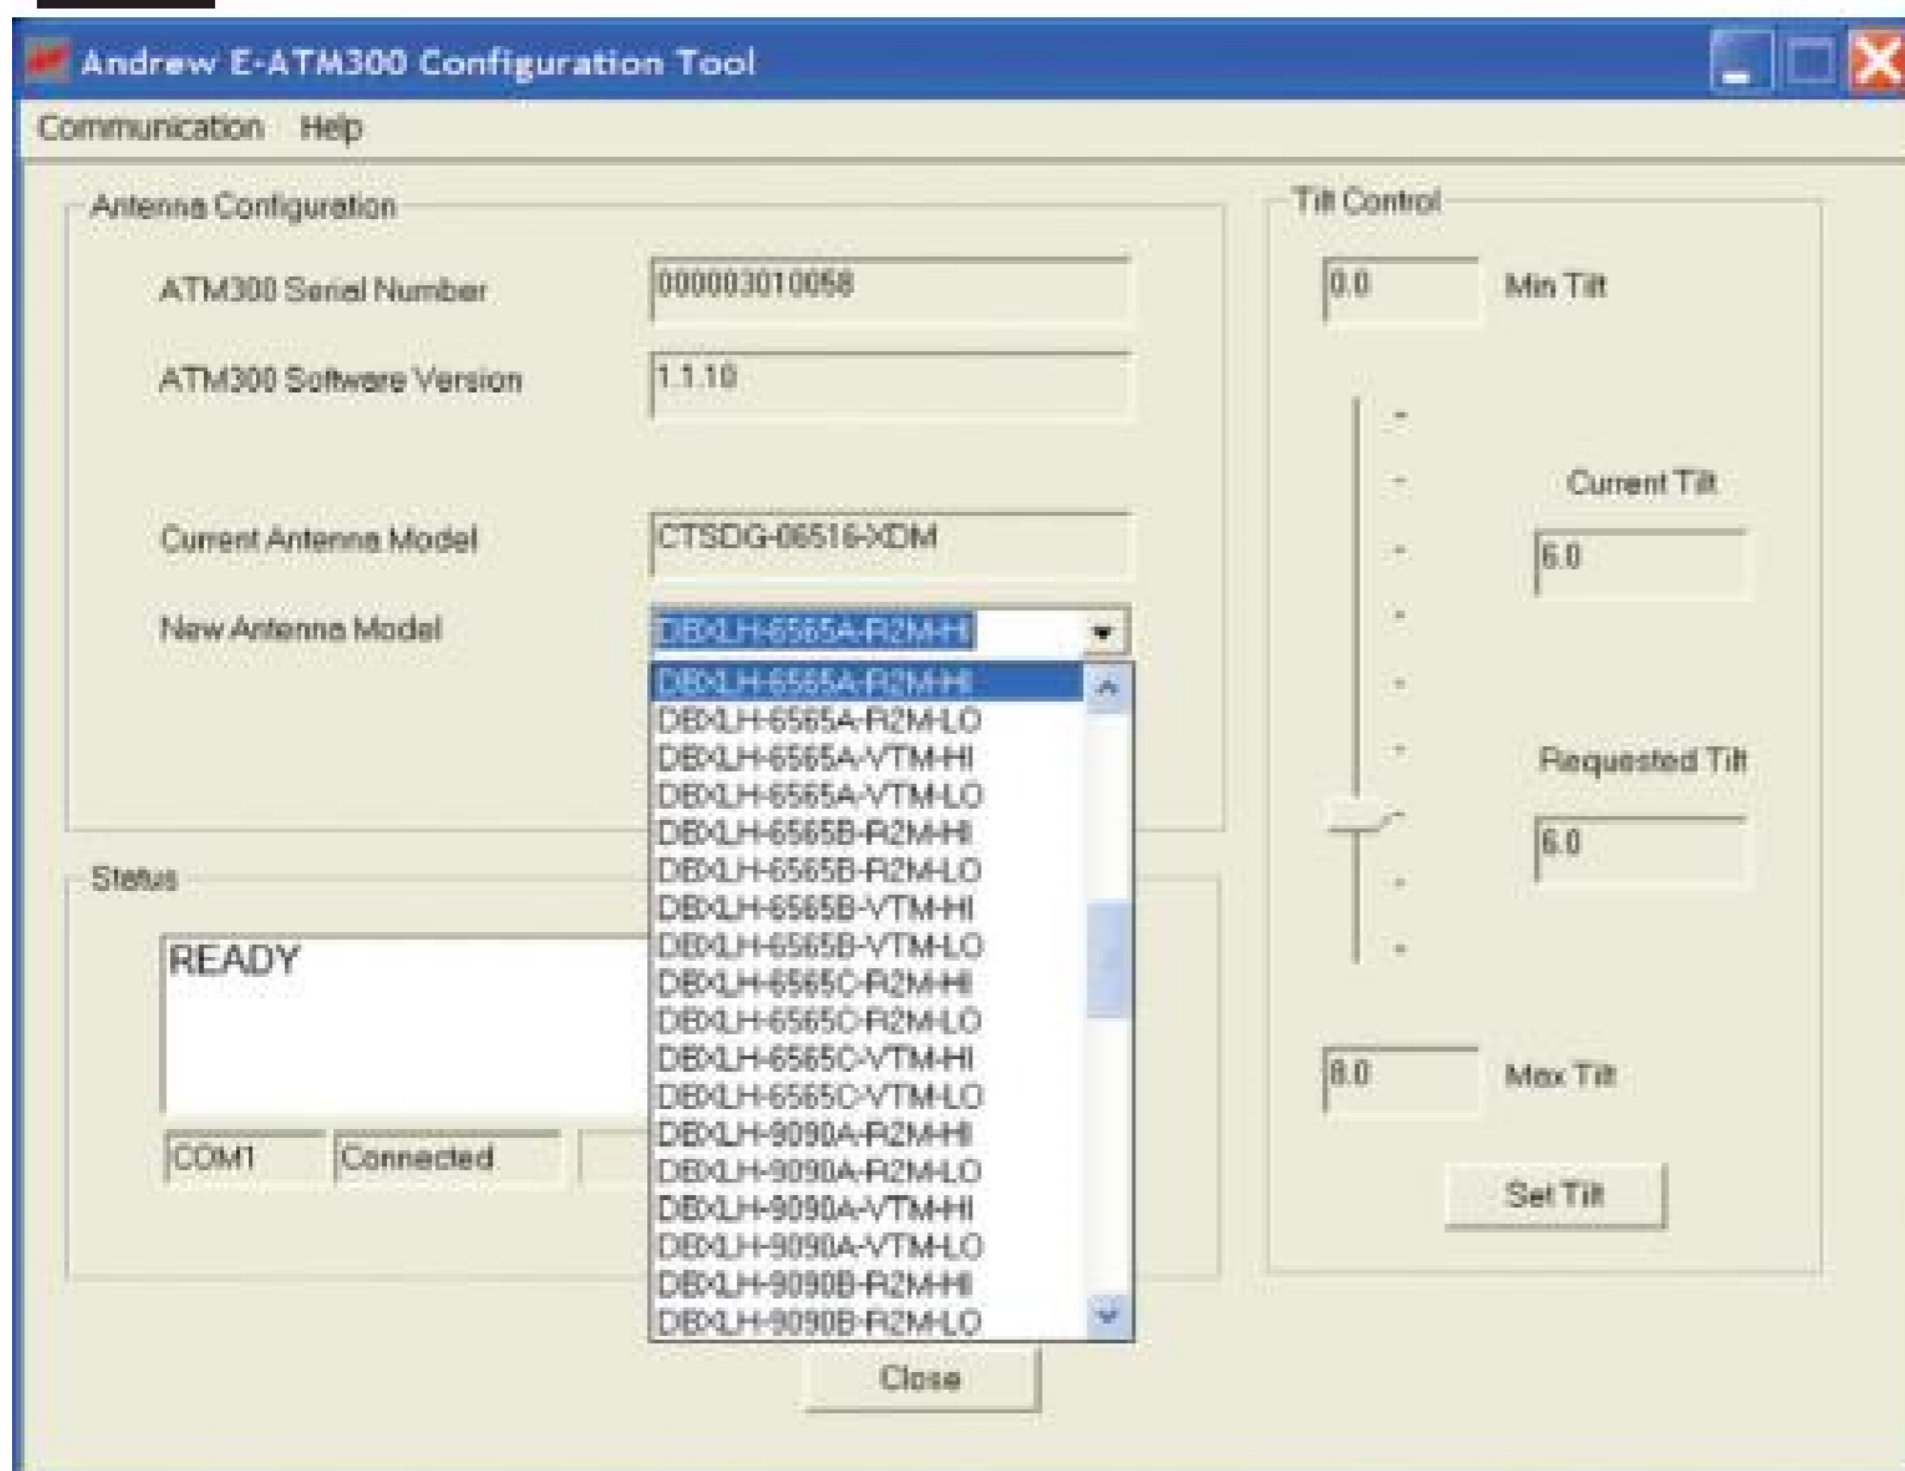 Andrew E-ATM300 Configuration Tool
Communication Help
Antenna Configuration
ATM300 Serial Number 000003010058
ATM300 Software Version 1.1.10
Current Antenna Model CTSDG-06516-XDM
New Antenna Model DBXLH-6565A-R2M-HI
DBXLH-6565A-R2M-HI
DBXLH-6565A-R2M-LO
DBXLH-6565A-VTM-HI
DBXLH-6565A-VTM-LO
DBXLH-6565B-R2M-HI
DBXLH-6565B-R2M-LO
DBXLH-6565B-VTM-HI
DBXLH-6565B-VTM-LO
DBXLH-6565C-R2M-HI
DBXLH-6565C-R2M-LO
DBXLH-6565C-VTM-HI
DBXLH-6565C-VTM-LO
DBXLH-9090A-R2M-HI
DBXLH-9090A-R2M-LO
DBXLH-9090A-VTM-HI
DBXLH-9090A-VTM-LO
DBXLH-9090B-R2M-HI
DBXLH-9090B-R2M-LO
Status
READY
COM1 Connected
Close
Tilt Control
0.0 Min Tilt
Current Tilt
6.0
Requested Tilt
6.0
8.0 Max Tilt
Set Tilt